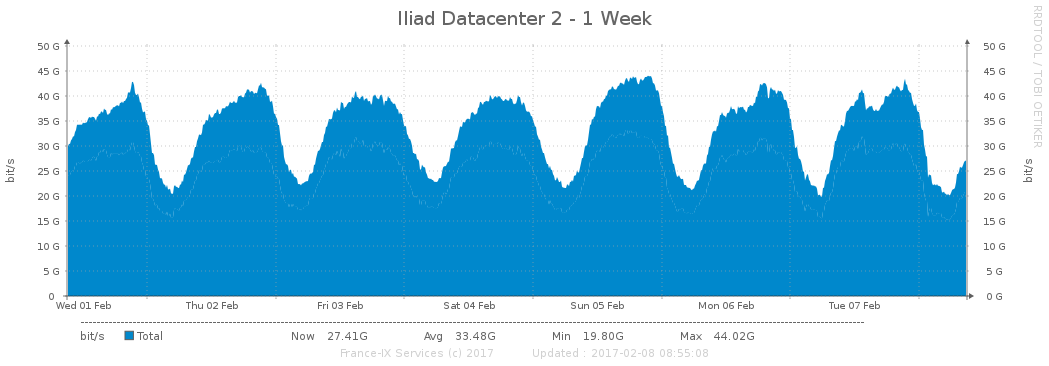 Iliad Datacenter 2 - 1 Week
RRDTOOL / TOBI OETIKER
bit/s
50 G 50 G
45 G 45 G
40 G 40 G
35 G 35 G
30 G 30 G
25 G 25 G
20 G 20 G
15 G 15 G
10 G 10 G
5 G 5 G
0 0 G
bit/s
Wed 01 Feb Thu 02 Feb Fri 03 Feb Sat 04 Feb Sun 05 Feb Mon 06 Feb Tue 07 Feb
bit/s Total Now 27.41G Avg 33.48G Min 19.80G Max 44.02G
France-IX Services (c) 2017 Updated : 2017-02-08 08:55:08